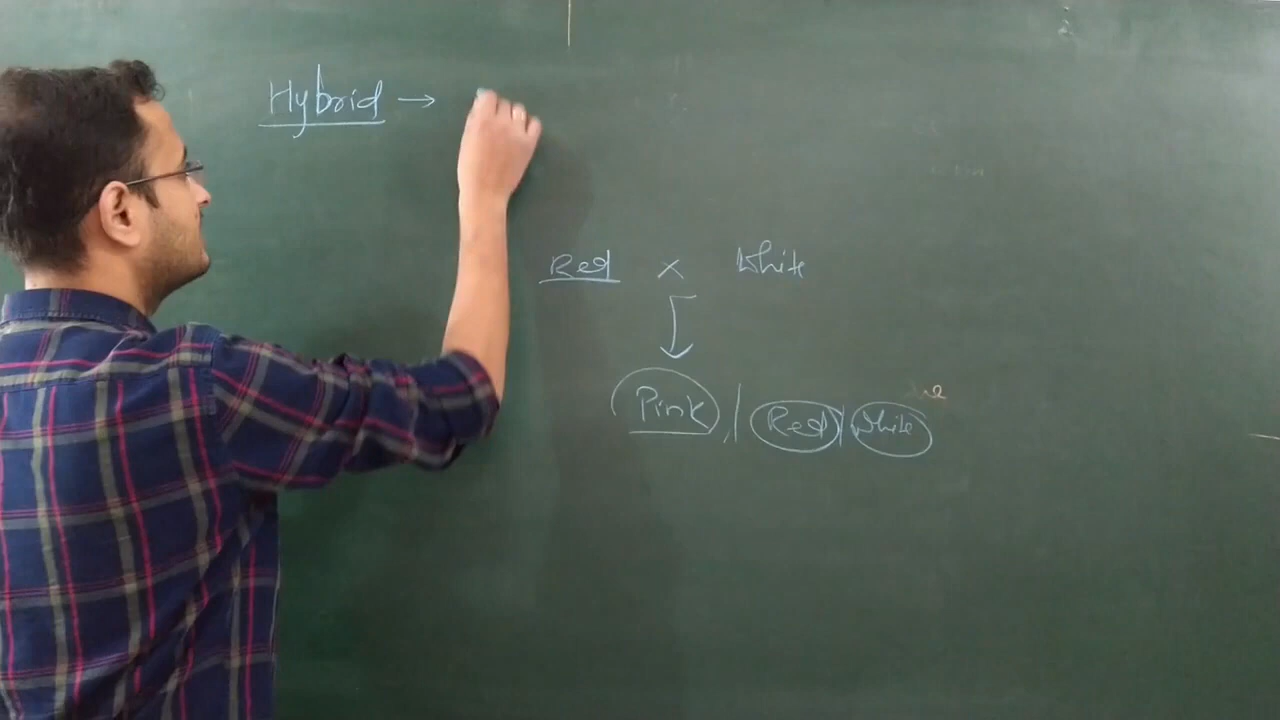 Hybrid →
Red × White
↓
Pink / Red / White